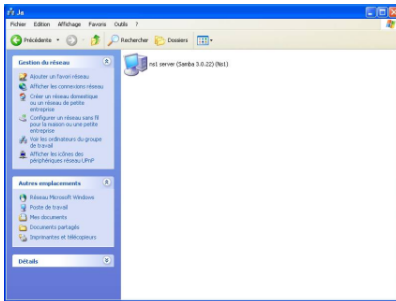 Je
Fichier Edition Affichage Favoris Outils ?
Précédente Rechercher Dossiers
Gestion du réseau
Ajouter un Favori réseau
Afficher les connexions réseau
Créer un réseau domestique
ou un réseau de petite
entreprise
Configurer un réseau sans fil
pour la maison ou une petite
entreprise
Voir les ordinateurs du groupe
de travail
Afficher les icônes des
périphériques réseau UPnP
Autres emplacements
Réseau Microsoft Windows
Poste de travail
Mes documents
Documents partagés
Imprimantes et télécopieurs
Détails
ns1 server (Samba 3.0.22) (Ns1)